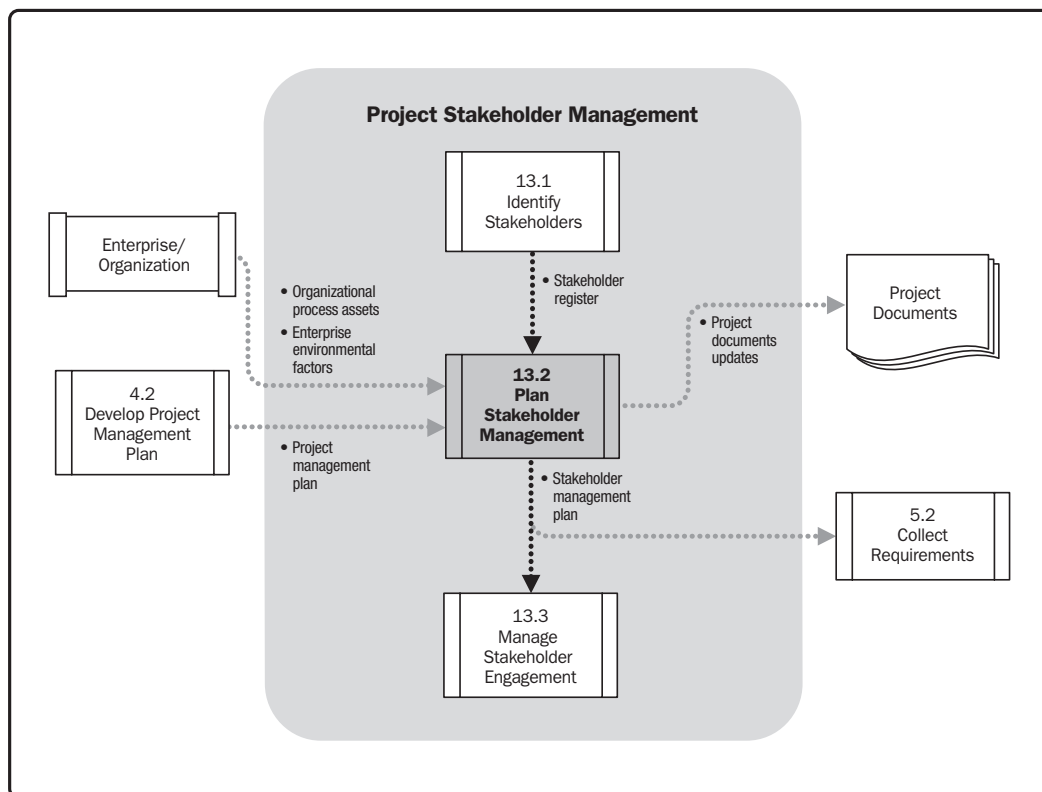 Project Stakeholder Management
13.1
Identify
Stakeholders
Enterprise/
Organization
• Organizational
process assets
• Enterprise
environmental
factors
• Stakeholder
register
• Project
documents
updates
Project
Documents
4.2
Develop Project
Management
Plan
• Project
management
plan
13.2
Plan
Stakeholder
Management
• Stakeholder
management
plan
5.2
Collect
Requirements
13.3
Manage
Stakeholder
Engagement